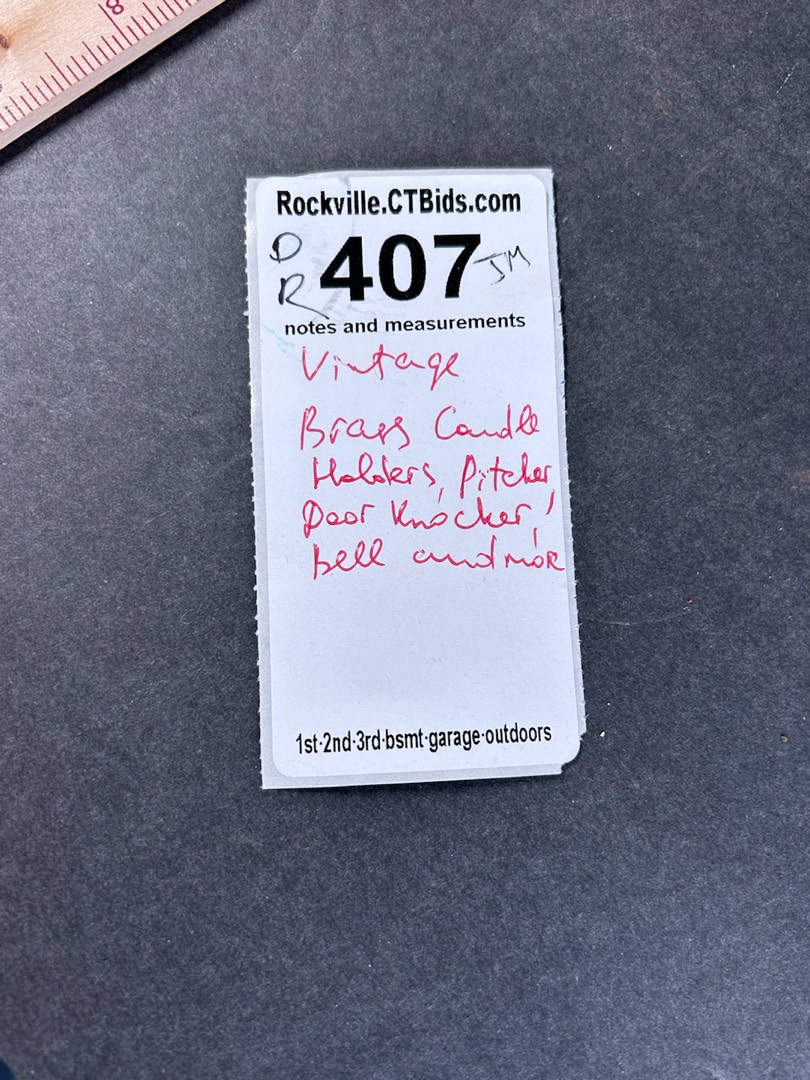 18
Rockville.CTBids.com
D
R
407
JM
notes and measurements
Vintage
Brass Candle
Holders, Pitcher,
Door Knocker,
bell and more
1st·2nd·3rd·bsmt·garage·outdoors